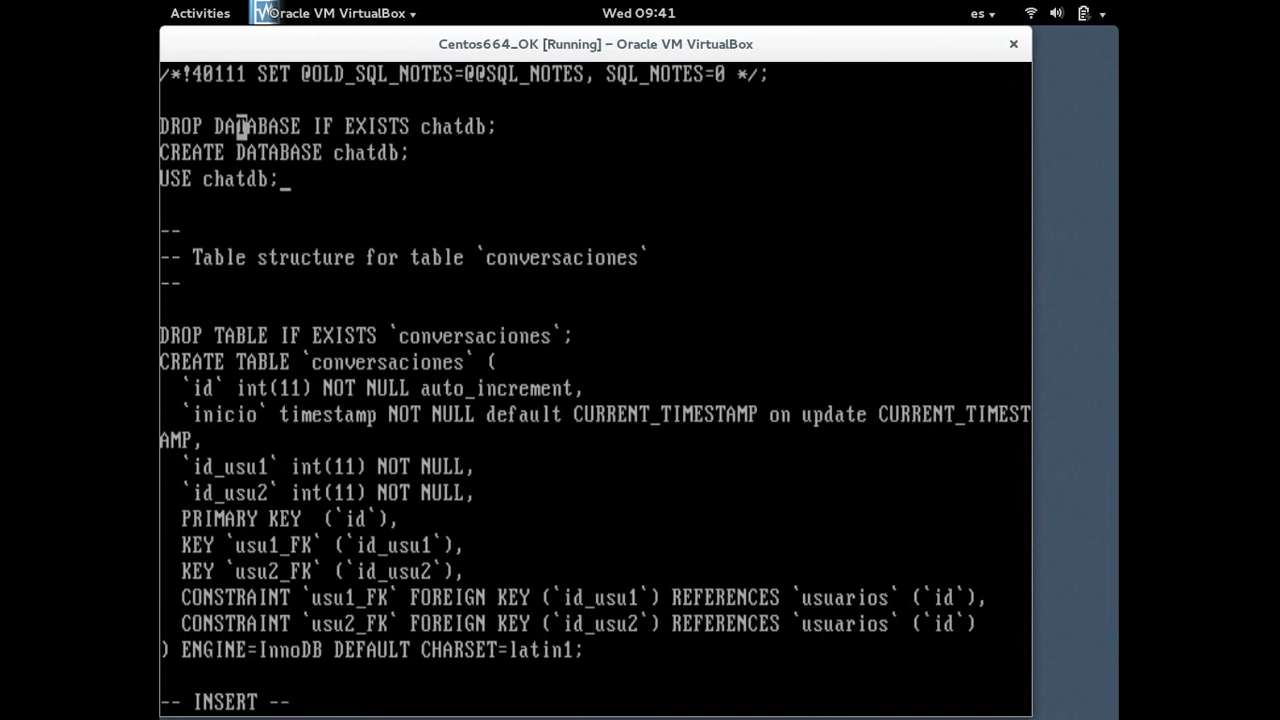 Activities Oracle VM VirtualBox Wed 09:41 es
Centos664_OK [Running] – Oracle VM VirtualBox ×
/*!40111 SET @OLD_SQL_NOTES=@@SQL_NOTES, SQL_NOTES=0 */;
DROP DATABASE IF EXISTS chatdb;
CREATE DATABASE chatdb;
USE chatdb;_
--
-- Table structure for table `conversaciones`
--
DROP TABLE IF EXISTS `conversaciones`;
CREATE TABLE `conversaciones` (
`id` int(11) NOT NULL auto_increment,
`inicio` timestamp NOT NULL default CURRENT_TIMESTAMP on update CURRENT_TIMEST
AMP,
`id_usu1` int(11) NOT NULL,
`id_usu2` int(11) NOT NULL,
PRIMARY KEY  (`id`),
KEY `usu1_FK` (`id_usu1`),
KEY `usu2_FK` (`id_usu2`),
CONSTRAINT `usu1_FK` FOREIGN KEY (`id_usu1`) REFERENCES `usuarios` (`id`),
CONSTRAINT `usu2_FK` FOREIGN KEY (`id_usu2`) REFERENCES `usuarios` (`id`)
) ENGINE=InnoDB DEFAULT CHARSET=latin1;
-- INSERT --